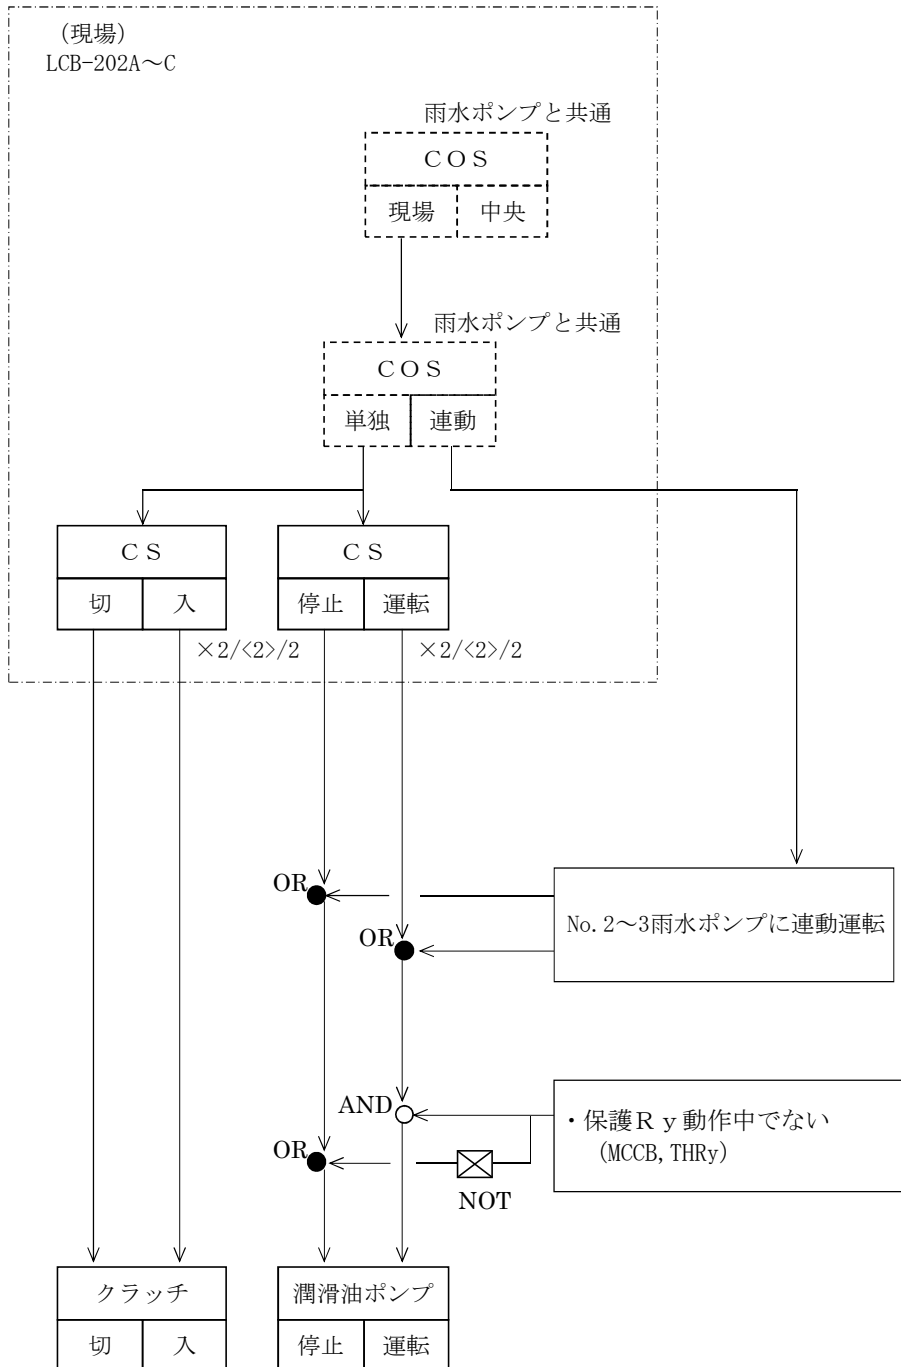 (現場)
LCB-202A～C
雨水ポンプと共通
ＣＯＳ
現場 中央
雨水ポンプと共通
ＣＯＳ
単独 連動
ＣＳ ＣＳ
切 入 停止 運転
×2/<2>/2 ×2/<2>/2
OR
No.2～3雨水ポンプに連動運転
OR
AND
・保護Ｒｙ動作中でない
(MCCB,THRy)
OR
NOT
クラッチ 潤滑油ポンプ
切 入 停止 運転